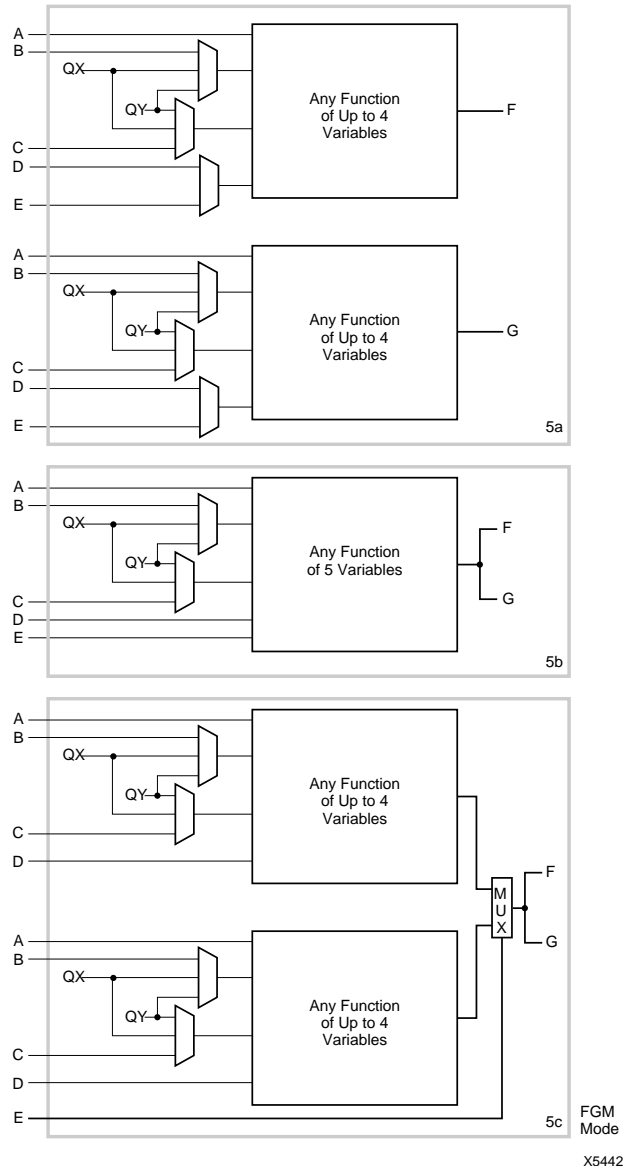 A
B
QX
QY
C
D
E
Any Function
of Up to 4
Variables
F
A
B
QX
QY
C
D
E
Any Function
of Up to 4
Variables
G
5a
A
B
QX
QY
C
D
E
Any Function
of 5 Variables
F
G
5b
A
B
QX
QY
C
D
Any Function
of Up to 4
Variables
M
U
X
F
G
A
B
QX
QY
C
D
E
Any Function
of Up to 4
Variables
5c
FGM
Mode
X5442